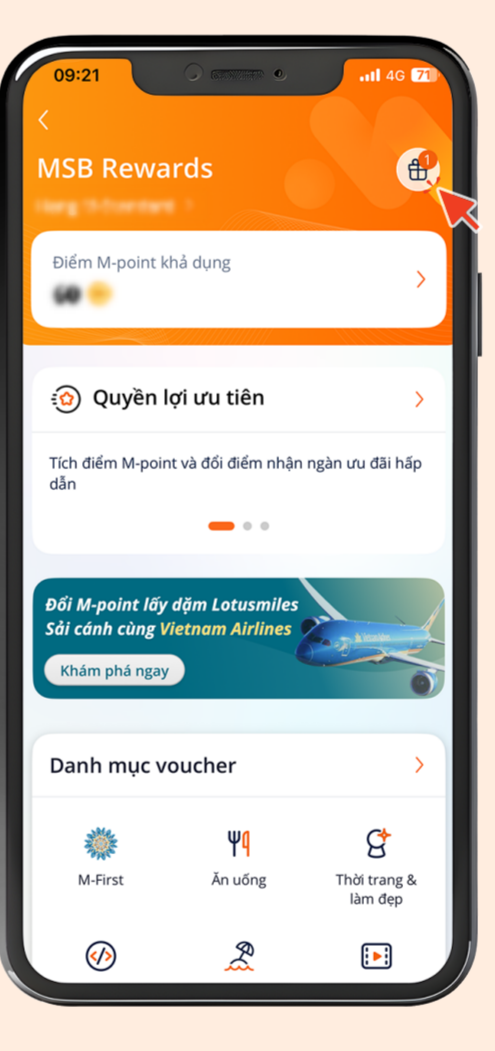 09:21
4G 71
MSB Rewards
1
Điểm M-point khả dụng
Quyền lợi ưu tiên
Tích điểm M-point và đổi điểm nhận ngàn ưu đãi hấp
dẫn
Đổi M-point lấy dặm Lotusmiles
Sải cánh cùng Vietnam Airlines
Khám phá ngay
Danh mục voucher
M-First
Ăn uống
Thời trang &
làm đẹp